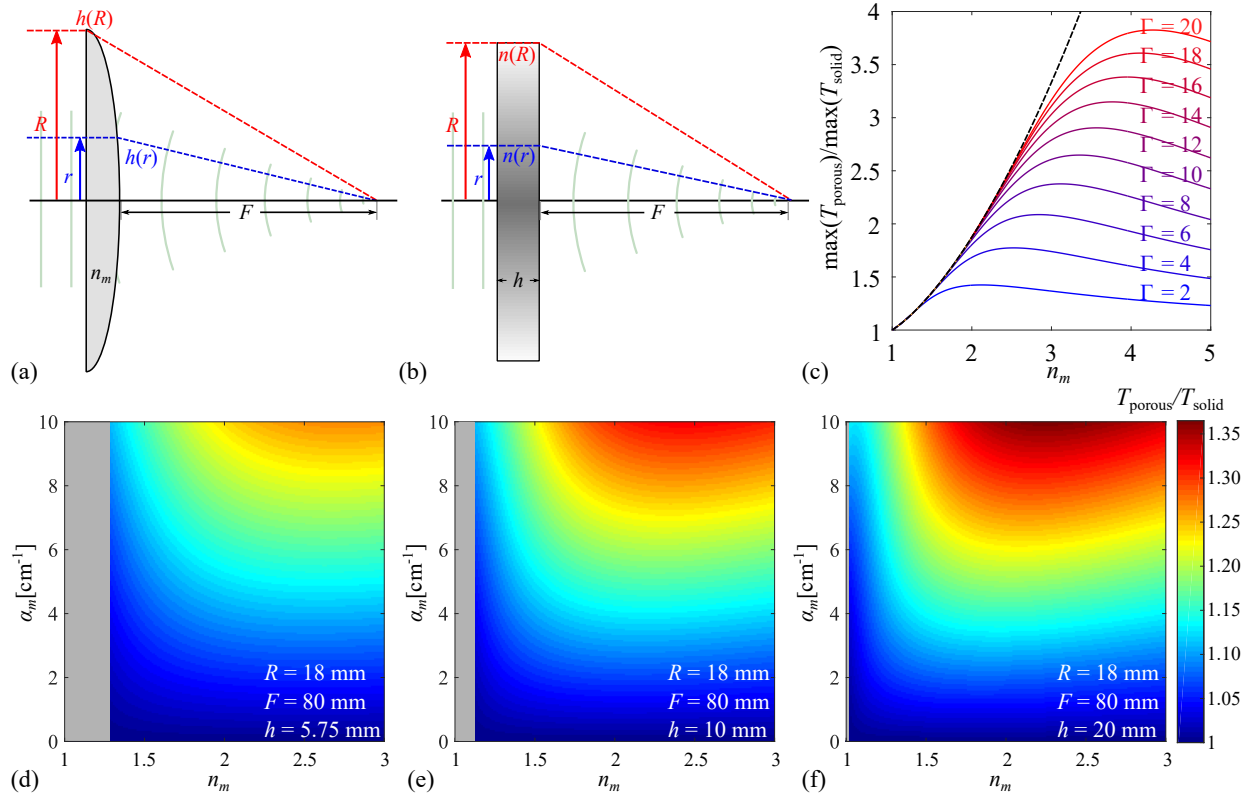 h(R)
R
r
h(r)
F
n_m
(a)
n(R)
R
n(r)
r
F
h
(b)
max(T_porous)/max(T_solid)
4
3.5
3
2.5
2
1.5
1
Γ = 20
Γ = 18
Γ = 16
Γ = 14
Γ = 12
Γ = 10
Γ = 8
Γ = 6
Γ = 4
Γ = 2
1 2 3 4 5
n_m
(c)
α_m[cm⁻¹]
10
8
6
4
2
0
R = 18 mm
F = 80 mm
h = 5.75 mm
1 1.5 2 2.5 3
n_m
(d)
α_m[cm⁻¹]
10
8
6
4
2
0
R = 18 mm
F = 80 mm
h = 10 mm
1 1.5 2 2.5 3
n_m
(e)
α_m[cm⁻¹]
10
8
6
4
2
0
R = 18 mm
F = 80 mm
h = 20 mm
1 1.5 2 2.5 3
n_m
(f)
T_porous/T_solid
1.35
1.30
1.25
1.20
1.15
1.10
1.05
1